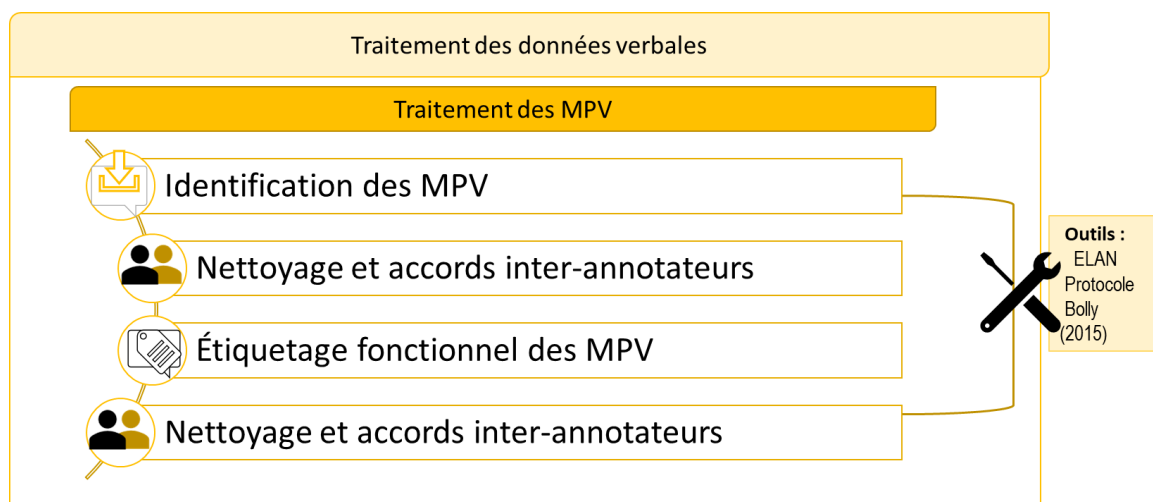 Traitement des données verbales
Traitement des MPV
Identification des MPV
Nettoyage et accords inter-annotateurs
Étiquetage fonctionnel des MPV
Nettoyage et accords inter-annotateurs
Outils :
ELAN
Protocole
Bolly
(2015)